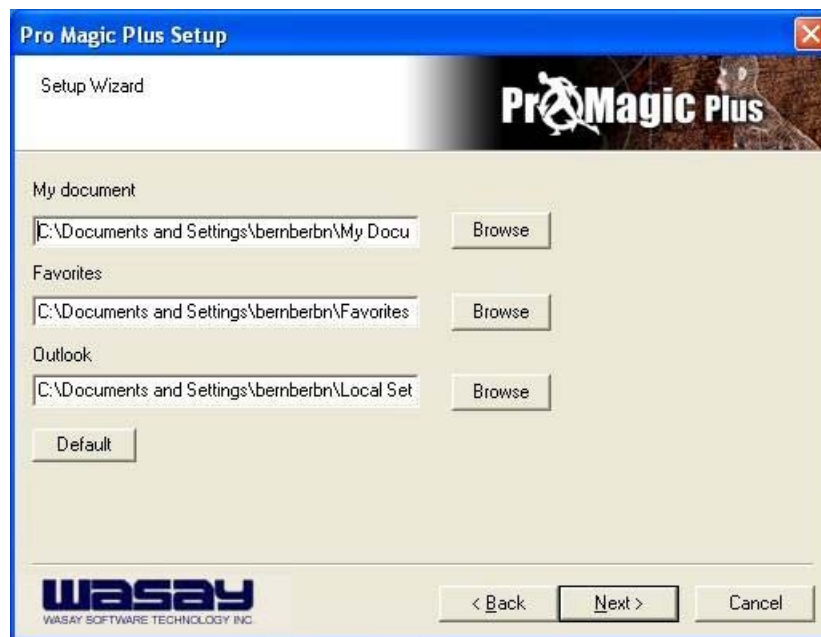 Pro Magic Plus Setup
Setup Wizard
ProMagic Plus
My document
C:\Documents and Settings\bernberbn\My Docu
Browse
Favorites
C:\Documents and Settings\bernberbn\Favorites
Browse
Outlook
C:\Documents and Settings\bernberbn\Local Set
Browse
Default
wasay
WASAY SOFTWARE TECHNOLOGY INC.
< Back
Next >
Cancel